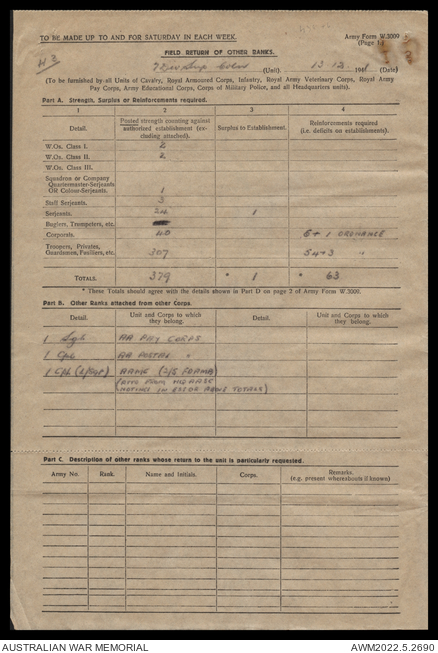 TO BE MADE UP TO AND FOR SATURDAY IN EACH WEEK.
Army Form W.3009
(Page 1)
H3
FIELD RETURN OF OTHER RANKS.
(Unit) 13 12 194 (Date)
(To be furnished by all Units of Cavalry, Royal Armoured Corps, Infantry, Royal Army Veterinary Corps, Royal Army
Pay Corps, Army Educational Corps, Corps of Military Police, and all Headquarters units).
Part A. Strength, Surplus or Reinforcements required.
1 2 3 4
Detail. Posted strength counting against authorized establishment (excluding attached). Surplus to Establishment. Reinforcements required (i.e. deficits on establishments).
W.Os. Class I. 2
W.Os. Class II. 2
W.Os. Class III.
Squadron or Company Quartermaster-Serjeants OR Colour-Serjeants. 1
Staff Serjeants. 3
Serjeants. 24 1
Buglers, Trumpeters, etc.
Corporals. 40 + 1 ORDNANCE
Troopers, Privates, Guardsmen, Fusiliers, etc. 307 54+3 "
TOTALS. 379 * 1 * 63
* These Totals should agree with the details shown in Part D on page 2 of Army Form W.3009.
Part B. Other Ranks attached from other Corps.
Detail. Unit and Corps to which they belong. Detail. Unit and Corps to which they belong.
1 Sgt AA PAY CORPS
1 Cpl AA POSTAL "
1 Cpl
Part C. Description of other ranks whose return to the unit is particularly requested.
Army No. Rank. Name and Initials. Corps. Remarks. (e.g. present whereabouts if known)
AUSTRALIAN WAR MEMORIAL
AWM2022.5.2690